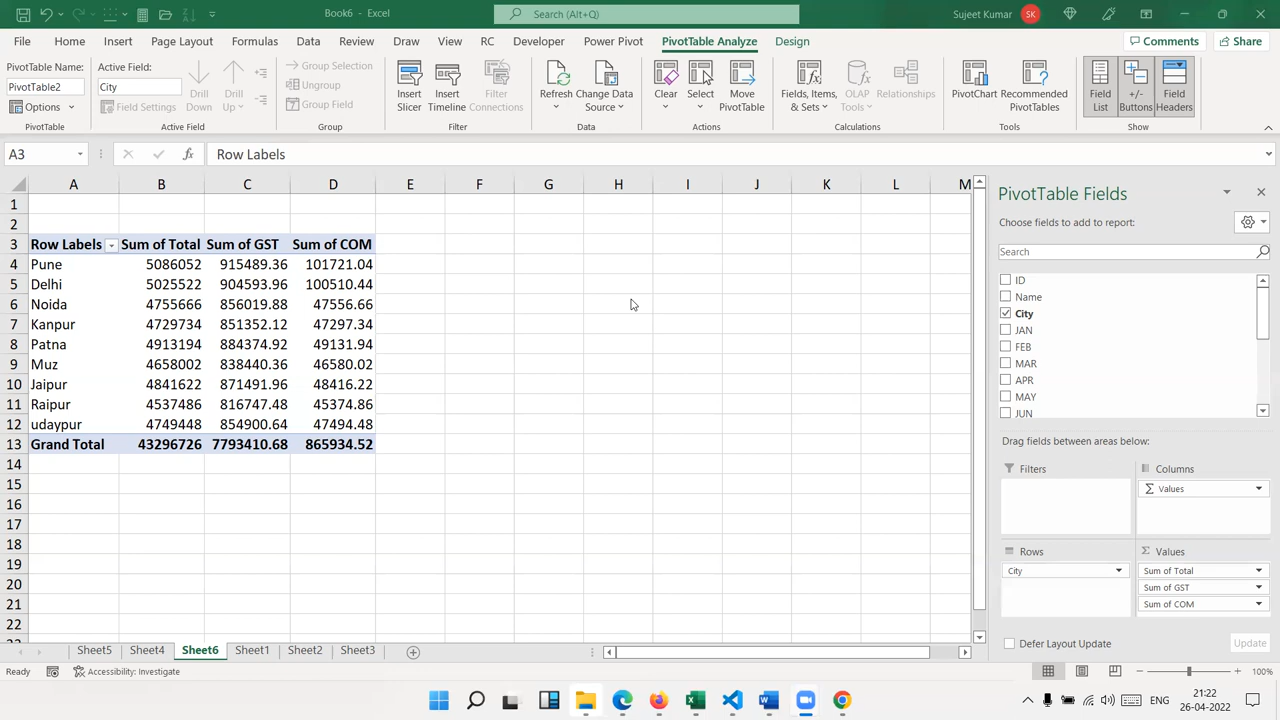 Book6 - Excel
Search (Alt+Q)
Sujeet Kumar
SK
File
Home
Insert
Page Layout
Formulas
Data
Review
Draw
View
RC
Developer
Power Pivot
PivotTable Analyze
Design
Comments
Share
PivotTable Name:
PivotTable2
Options
PivotTable
Active Field:
City
Field Settings
Drill Down
Drill Up
Active Field
Group Selection
Ungroup
Group Field
Group
Insert Slicer
Insert Timeline
Filter Connections
Filter
Refresh
Change Data Source
Data
Clear
Select
Move PivotTable
Actions
Fields, Items, & Sets
OLAP Tools
Relationships
Calculations
PivotChart
Recommended PivotTables
Tools
Field List
+/- Buttons
Field Headers
Show
A3
fx
Row Labels
A B C D E F G H I J K L M
1
2
3 Row Labels Sum of Total Sum of GST Sum of COM
4 Pune 5086052 915489.36 101721.04
5 Delhi 5025522 904593.96 100510.44
6 Noida 4755666 856019.88 47556.66
7 Kanpur 4729734 851352.12 47297.34
8 Patna 4913194 884374.92 49131.94
9 Muz 4658002 838440.36 46580.02
10 Jaipur 4841622 871491.96 48416.22
11 Raipur 4537486 816747.48 45374.86
12 udaypur 4749448 854900.64 47494.48
13 Grand Total 43296726 7793410.68 865934.52
14
15
16
17
18
19
20
21
22
PivotTable Fields
Choose fields to add to report:
Search
ID
Name
City
JAN
FEB
MAR
APR
MAY
JUN
Drag fields between areas below:
Filters
Columns
Values
Rows
City
Values
Sum of Total
Sum of GST
Sum of COM
Defer Layout Update
Update
Sheet5
Sheet4
Sheet6
Sheet1
Sheet2
Sheet3
Ready
Accessibility: Investigate
100%
ENG
21:22
26-04-2022